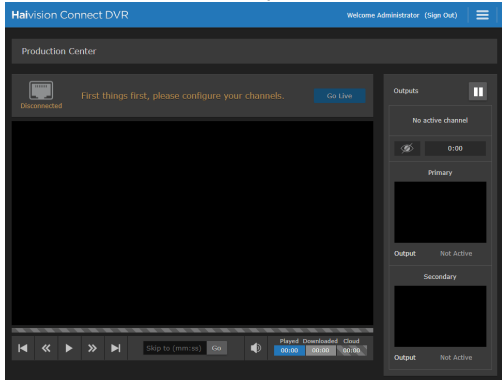 Haivision Connect DVR
Welcome Administrator (Sign Out)
Production Center
Disconnected
First things first, please configure your channels.
Go Live
Outputs
No active channel
0:00
Primary
Output Not Active
Secondary
Output Not Active
Skip to (mm:ss) Go
Played Downloaded Cloud
00:00 00:00 00:00